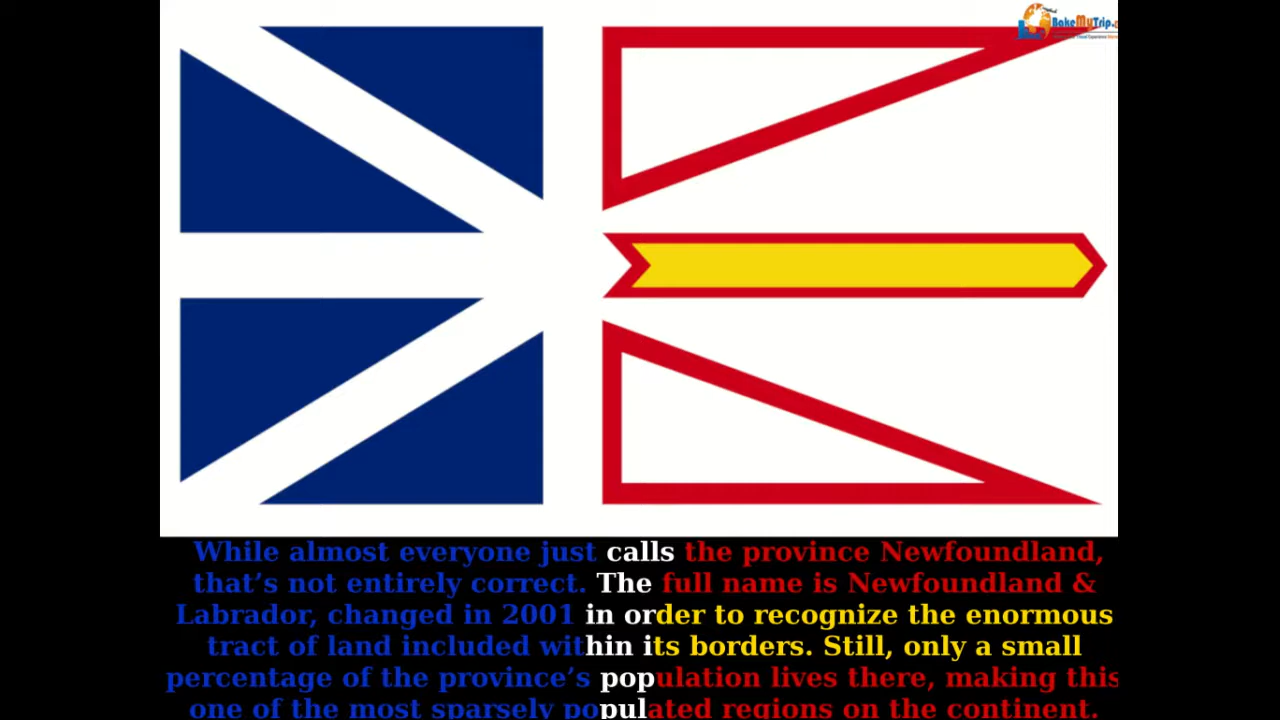 BakeMyTrip.c
While almost everyone just calls the province Newfoundland,
that’s not entirely correct. The full name is Newfoundland &
Labrador, changed in 2001 in order to recognize the enormous
tract of land included within its borders. Still, only a small
percentage of the province’s population lives there, making this
one of the most sparsely populated regions on the continent.